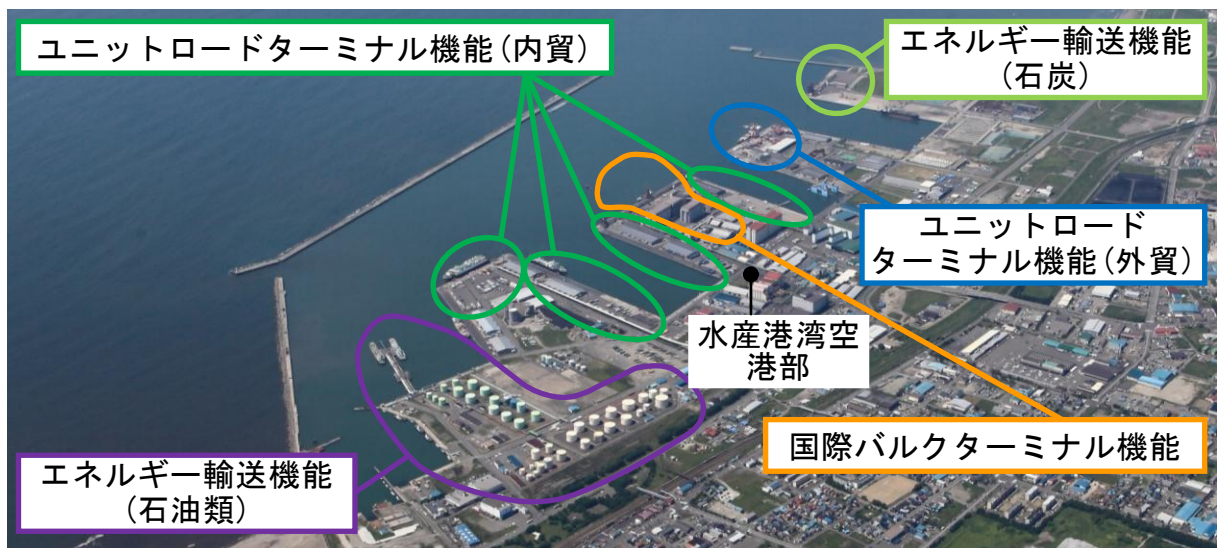 ユニットロードターミナル機能(内貿)
エネルギー輸送機能
(石炭)
ユニットロード
ターミナル機能(外貿)
水産港湾空
港部
国際バルクターミナル機能
エネルギー輸送機能
(石油類)